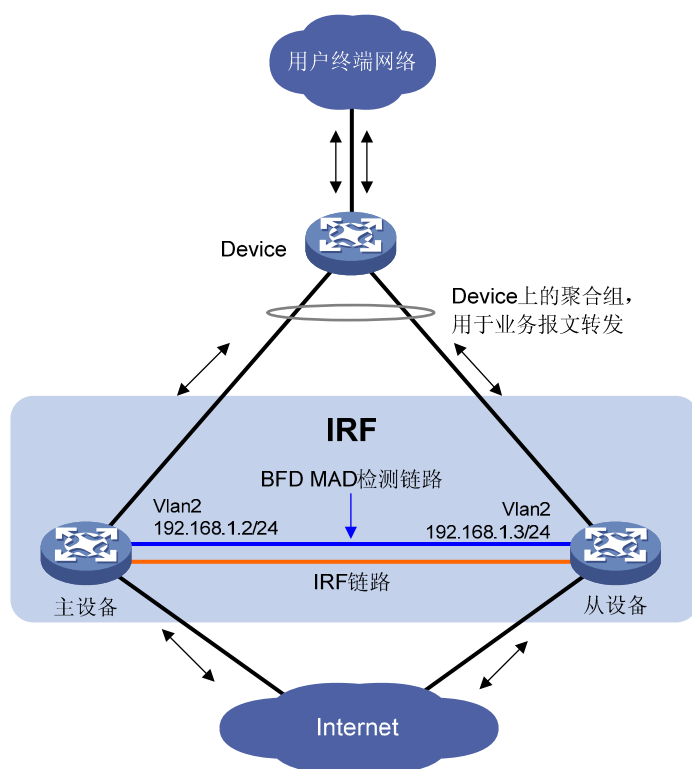 用户终端网络
Device
Device上的聚合组，
用于业务报文转发
IRF
BFD MAD检测链路
Vlan2
192.168.1.2/24
Vlan2
192.168.1.3/24
IRF链路
主设备
从设备
Internet